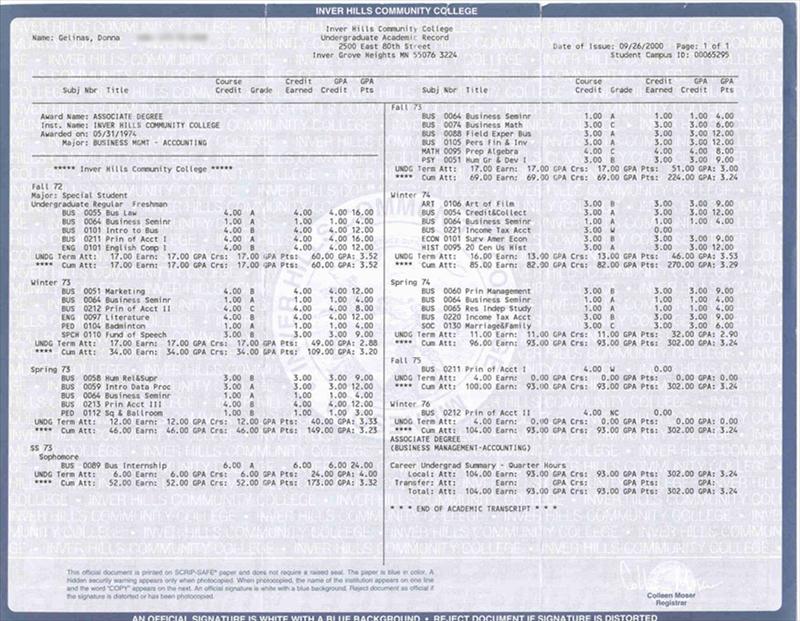 INVER HILLS COMMUNITY COLLEGE
Name: Gelinas, Donna
Inver Hills Community College
Undergraduate Academic Record
2500 East 80th Street
Inver Grove Heights MN 55076 3224
Date of Issue: 09/26/2000 Page: 1 of 1
Student Campus ID: 00065295
Course Credit GPA GPA
Subj Nbr Title Credit Grade Earned Credit Pts
Award Name: ASSOCIATE DEGREE
Inst. Name: INVER HILLS COMMUNITY COLLEGE
Awarded on: 05/31/1974
Major: BUSINESS MGMT - ACCOUNTING
***** Inver Hills Community College *****
Fall 72
Major: Special Student
Undergraduate Regular Freshman
BUS 0055 Bus Law 4.00 A 4.00 4.00 16.00
BUS 0064 Business Seminr 1.00 A 1.00 1.00 4.00
BUS 0101 Intro to Bus 4.00 B 4.00 4.00 12.00
BUS 0211 Prin of Acct I 4.00 A 4.00 4.00 16.00
ENG 0101 English Comp I 4.00 B 4.00 4.00 12.00
UNDG Term Att: 17.00 Earn: 17.00 GPA Crs: 17.00 GPA Pts: 60.00 GPA: 3.52
**** Cum Att: 17.00 Earn: 17.00 GPA Crs: 17.00 GPA Pts: 60.00 GPA: 3.52
Winter 73
BUS 0051 Marketing 4.00 B 4.00 4.00 12.00
BUS 0064 Business Seminr 1.00 A 1.00 1.00 4.00
BUS 0212 Prin of Acct II 4.00 C 4.00 4.00 8.00
ENG 0097 Literature 4.00 B 4.00 4.00 12.00
PED 0104 Badminton 1.00 A 1.00 1.00 4.00
SPCH 0110 Fund of Speech 3.00 B 3.00 3.00 9.00
UNDG Term Att: 17.00 Earn: 17.00 GPA Crs: 17.00 GPA Pts: 49.00 GPA: 2.88
**** Cum Att: 34.00 Earn: 34.00 GPA Crs: 34.00 GPA Pts: 109.00 GPA: 3.20
Spring 73
BUS 0058 Hum Rel&Supr 3.00 B 3.00 3.00 9.00
BUS 0059 Intro Data Proc 3.00 A 3.00 3.00 12.00
BUS 0064 Business Seminr 1.00 A 1.00 1.00 4.00
BUS 0213 Prin Acct III 4.00 B 4.00 4.00 12.00
PED 0112 Sq & Ballroom 1.00 B 1.00 1.00 3.00
UNDG Term Att: 12.00 Earn: 12.00 GPA Crs: 12.00 GPA Pts: 40.00 GPA: 3.33
**** Cum Att: 46.00 Earn: 46.00 GPA Crs: 46.00 GPA Pts: 149.00 GPA: 3.23
SS 73
Sophomore
BUS 0089 Bus Internship 6.00 A 6.00 6.00 24.00
UNDG Term Att: 6.00 Earn: 6.00 GPA Crs: 6.00 GPA Pts: 24.00 GPA: 4.00
**** Cum Att: 52.00 Earn: 52.00 GPA Crs: 52.00 GPA Pts: 173.00 GPA: 3.32
Course Credit GPA GPA
Subj Nbr Title Credit Grade Earned Credit Pts
Fall 73
BUS 0064 Business Seminr 1.00 A 1.00 1.00 4.00
BUS 0074 Business Math 3.00 C 3.00 3.00 6.00
BUS 0088 Field Exper Bus 3.00 A 3.00 3.00 12.00
BUS 0105 Pers Fin & Inv 3.00 A 3.00 3.00 12.00
MATH 0095 Prep Algebra 4.00 C 4.00 4.00 8.00
PSY 0051 Hum Gr & Dev I 3.00 B 3.00 3.00 9.00
UNDG Term Att: 17.00 Earn: 17.00 GPA Crs: 17.00 GPA Pts: 51.00 GPA: 3.00
**** Cum Att: 69.00 Earn: 69.00 GPA Crs: 69.00 GPA Pts: 224.00 GPA: 3.24
Winter 74
ART 0106 Art of Film 3.00 B 3.00 3.00 9.00
BUS 0054 Credit&Collect 3.00 A 3.00 3.00 12.00
BUS 0064 Business Seminr 1.00 A 1.00 1.00 4.00
BUS 0221 Income Tax Acct 3.00 W 0.00
ECON 0101 Surv Amer Econ 3.00 B 3.00 3.00 9.00
HIST 0095 20 Cen Us Hist 3.00 A 3.00 3.00 12.00
UNDG Term Att: 16.00 Earn: 13.00 GPA Crs: 13.00 GPA Pts: 46.00 GPA: 3.53
**** Cum Att: 85.00 Earn: 82.00 GPA Crs: 82.00 GPA Pts: 270.00 GPA: 3.29
Spring 74
BUS 0060 Prin Management 3.00 B 3.00 3.00 9.00
BUS 0064 Business Seminr 1.00 A 1.00 1.00 4.00
BUS 0065 Res Indep Study 1.00 A 1.00 1.00 4.00
BUS 0220 Income Tax Acct 3.00 B 3.00 3.00 9.00
SOC 0130 Marriage&Family 3.00 C 3.00 3.00 6.00
UNDG Term Att: 11.00 Earn: 11.00 GPA Crs: 11.00 GPA Pts: 32.00 GPA: 2.90
**** Cum Att: 96.00 Earn: 93.00 GPA Crs: 93.00 GPA Pts: 302.00 GPA: 3.24
Fall 75
BUS 0211 Prin of Acct I 4.00 W 0.00
UNDG Term Att: 4.00 Earn: 0.00 GPA Crs: 0.00 GPA Pts: 0.00 GPA: 0.00
**** Cum Att: 100.00 Earn: 93.00 GPA Crs: 93.00 GPA Pts: 302.00 GPA: 3.24
Winter 76
BUS 0212 Prin of Acct II 4.00 NC 0.00
UNDG Term Att: 4.00 Earn: 0.00 GPA Crs: 0.00 GPA Pts: 0.00 GPA: 0.00
**** Cum Att: 104.00 Earn: 93.00 GPA Crs: 93.00 GPA Pts: 302.00 GPA: 3.24
ASSOCIATE DEGREE
(BUSINESS MANAGEMENT-ACCOUNTING)
Career Undergrad Summary - Quarter Hours
Local: Att: 104.00 Earn: 93.00 GPA Crs: 93.00 GPA Pts: 302.00 GPA: 3.24
Transfer: Att: Earn: GPA Crs: GPA Pts: GPA:
Total: Att: 104.00 Earn: 93.00 GPA Crs: 93.00 GPA Pts: 302.00 GPA: 3.24
* * * END OF ACADEMIC TRANSCRIPT * * *
This official document is printed on SCRIP-SAFE® paper and does not require a raised seal. The paper is blue in color. A
hidden security warning appears only when photocopied. When photocopied, the name of the institution appears on one line
and the word "COPY" appears on the next. An official signature is white with a blue background. Reject document as official if
the signature is distorted or has been photocopied.
Colleen Moser
Registrar
AN OFFICIAL SIGNATURE IS WHITE WITH A BLUE BACKGROUND • REJECT DOCUMENT IF SIGNATURE IS DISTORTED